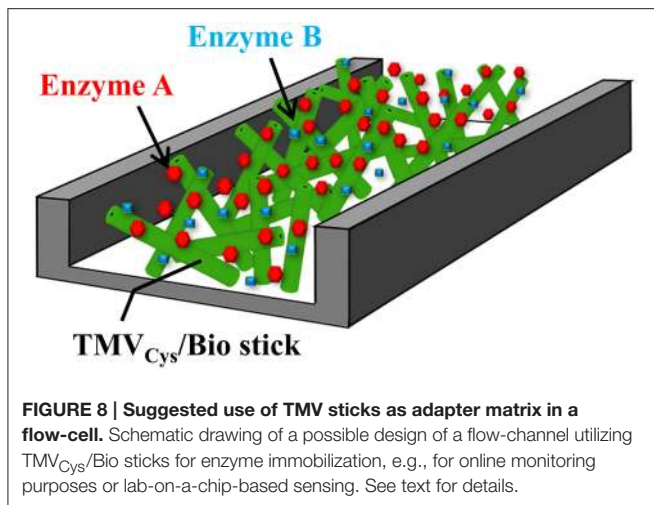 Enzyme B
Enzyme A
TMVCys/Bio stick
FIGURE 8 | Suggested use of TMV sticks as adapter matrix in a
flow-cell. Schematic drawing of a possible design of a flow-channel utilizing
TMVCys/Bio sticks for enzyme immobilization, e.g., for online monitoring
purposes or lab-on-a-chip-based sensing. See text for details.